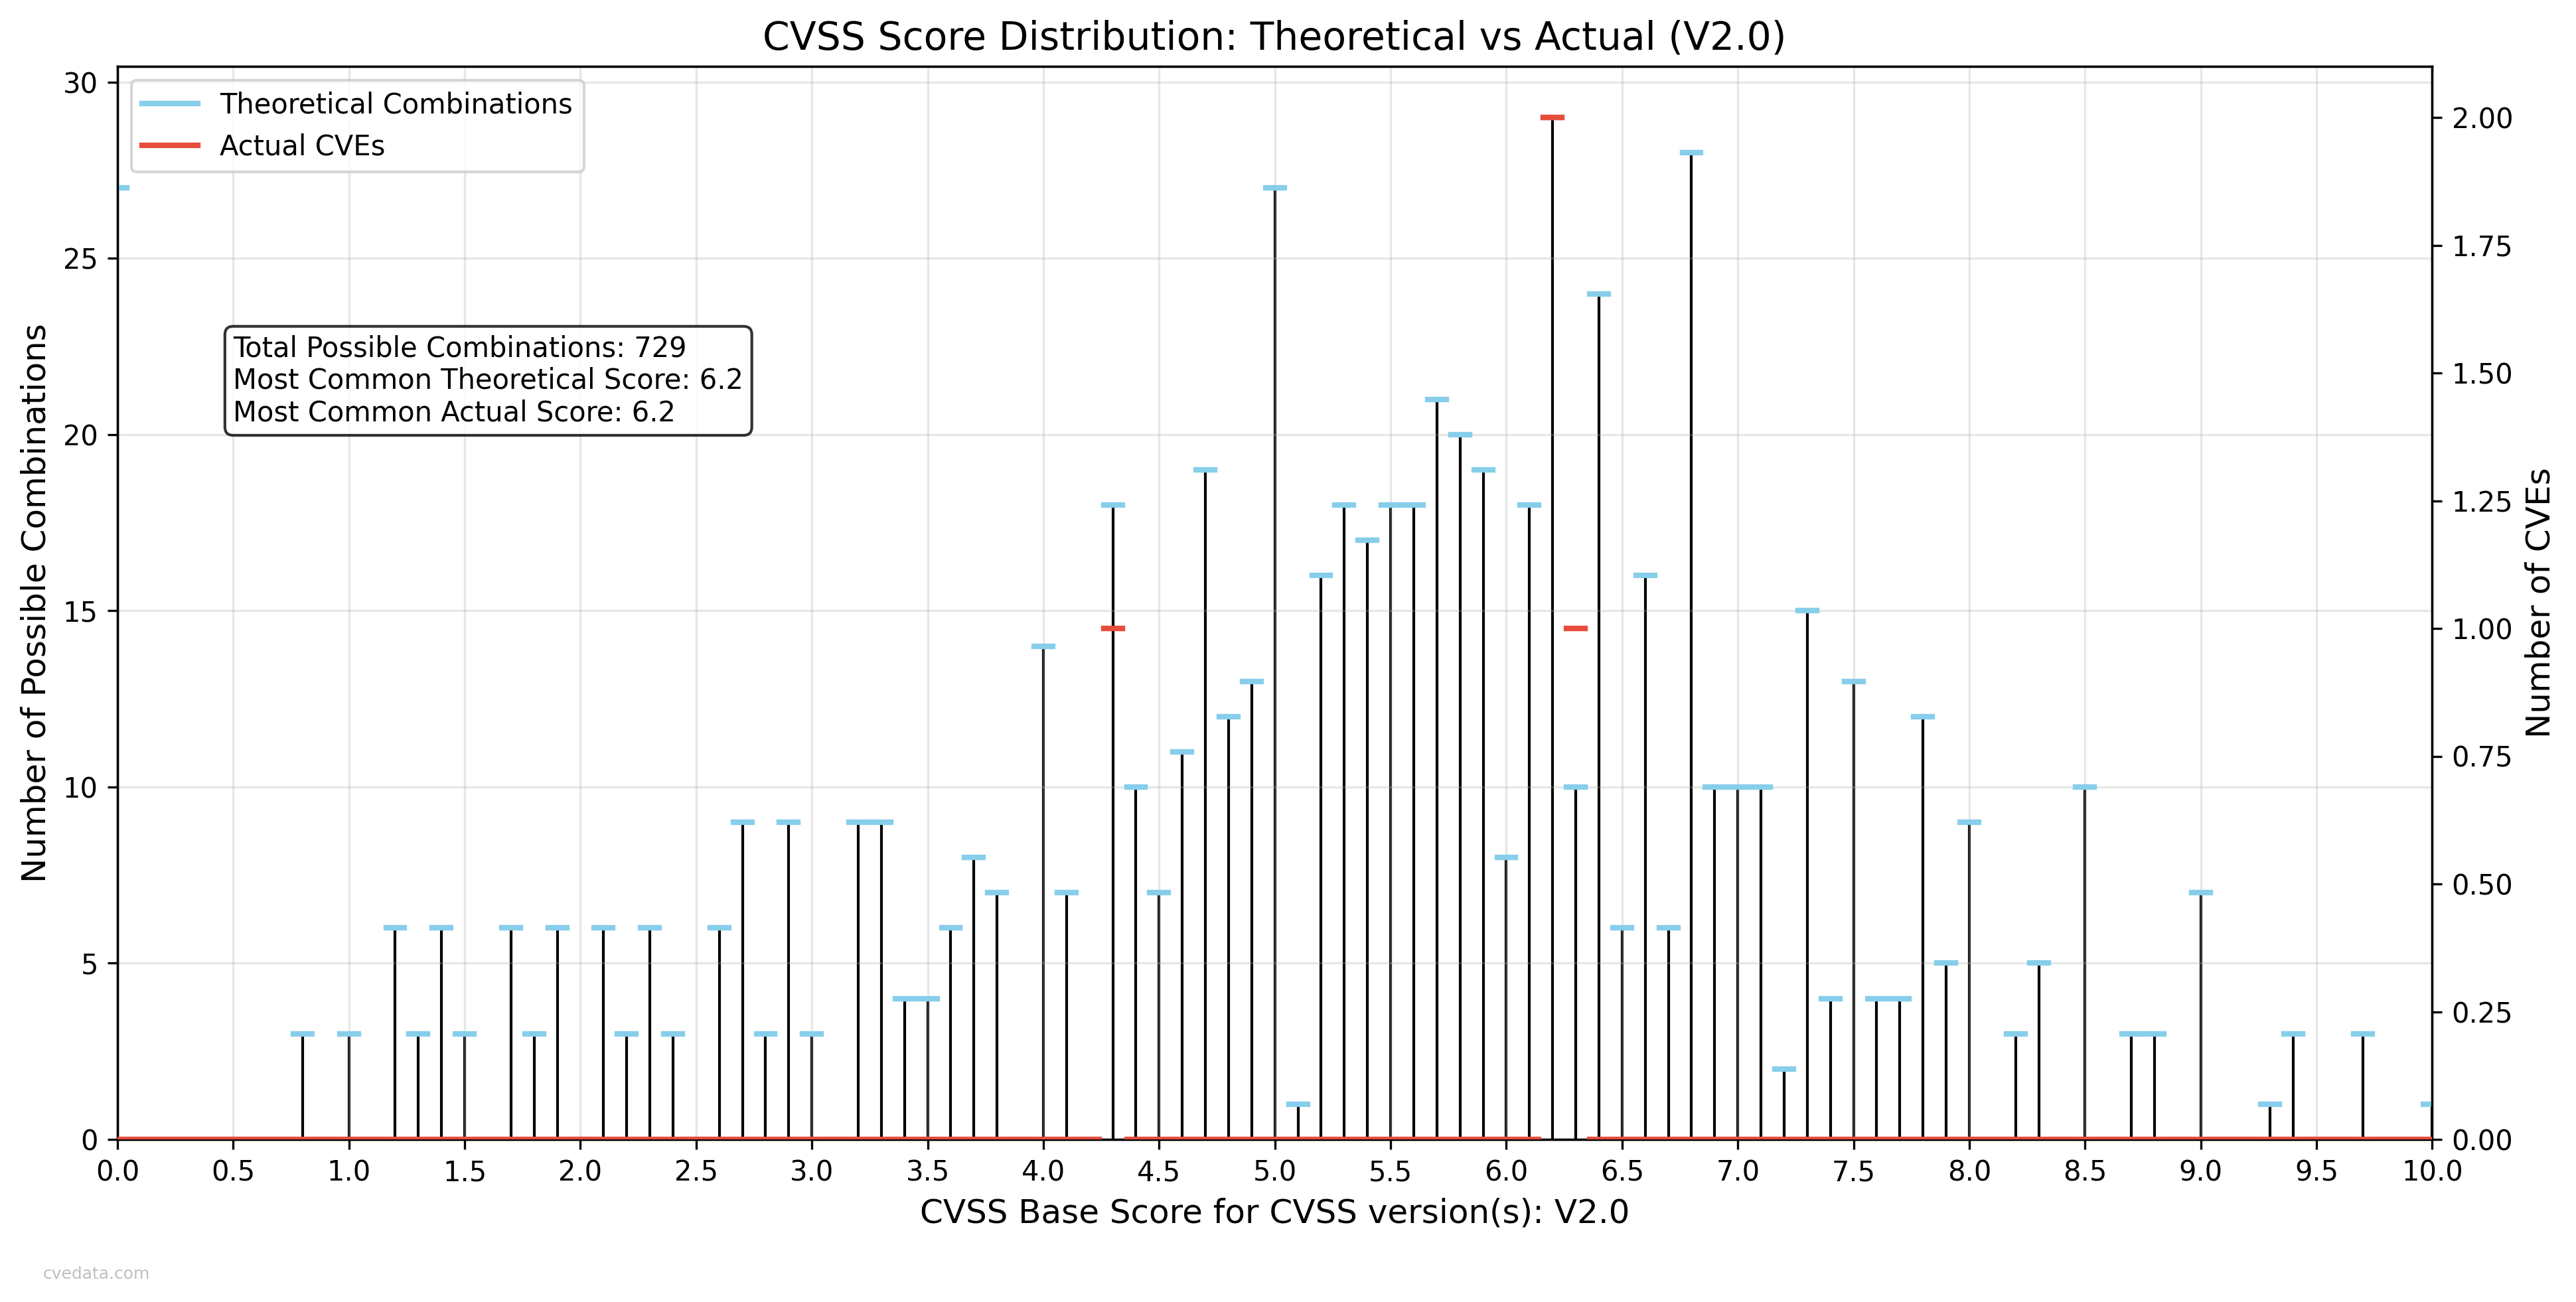 CVSS Score Distribution: Theoretical vs Actual (V2.0)
Theoretical Combinations
Actual CVEs
Total Possible Combinations: 729
Most Common Theoretical Score: 6.2
Most Common Actual Score: 6.2
Number of Possible Combinations
30
25
20
15
10
5
0
Number of CVEs
2.00
1.75
1.50
1.25
1.00
0.75
0.50
0.25
0.00
0.0 0.5 1.0 1.5 2.0 2.5 3.0 3.5 4.0 4.5 5.0 5.5 6.0 6.5 7.0 7.5 8.0 8.5 9.0 9.5 10.0
CVSS Base Score for CVSS version(s): V2.0
cvedata.com